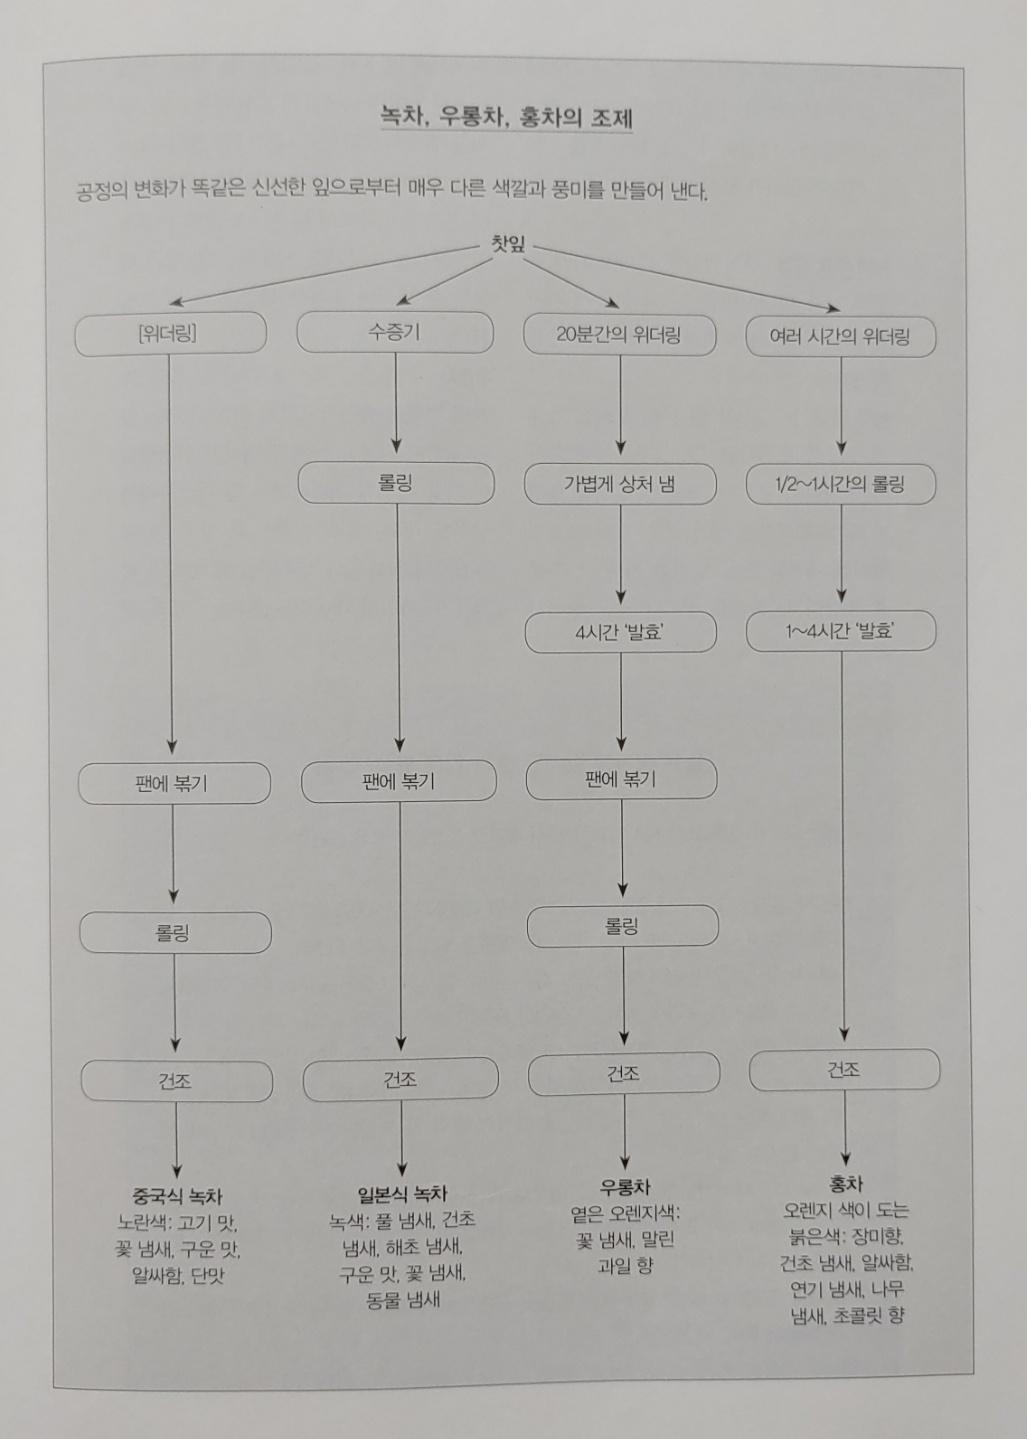 녹차, 우롱차, 홍차의 조제
공정의 변화가 똑같은 신선한 잎으로부터 매우 다른 색깔과 풍미를 만들어 낸다.
찻잎
[위더링]
수증기
20분간의 위더링
여러 시간의 위더링
롤링
가볍게 상처 냄
1/2~1시간의 롤링
4시간 '발효'
1~4시간 '발효'
팬에 볶기
팬에 볶기
팬에 볶기
롤링
롤링
건조
건조
건조
건조
중국식 녹차
노란색: 고기 맛,
꽃 냄새, 구운 맛,
알싸함, 단맛
일본식 녹차
녹색: 풀 냄새, 건초
냄새, 해초 냄새,
구운 맛, 꽃 냄새,
동물 냄새
우롱차
옅은 오렌지색:
꽃 냄새, 말린
과일 향
홍차
오렌지 색이 도는
붉은색: 장미향,
건초 냄새, 알싸함,
연기 냄새, 나무
냄새, 초콜릿 향